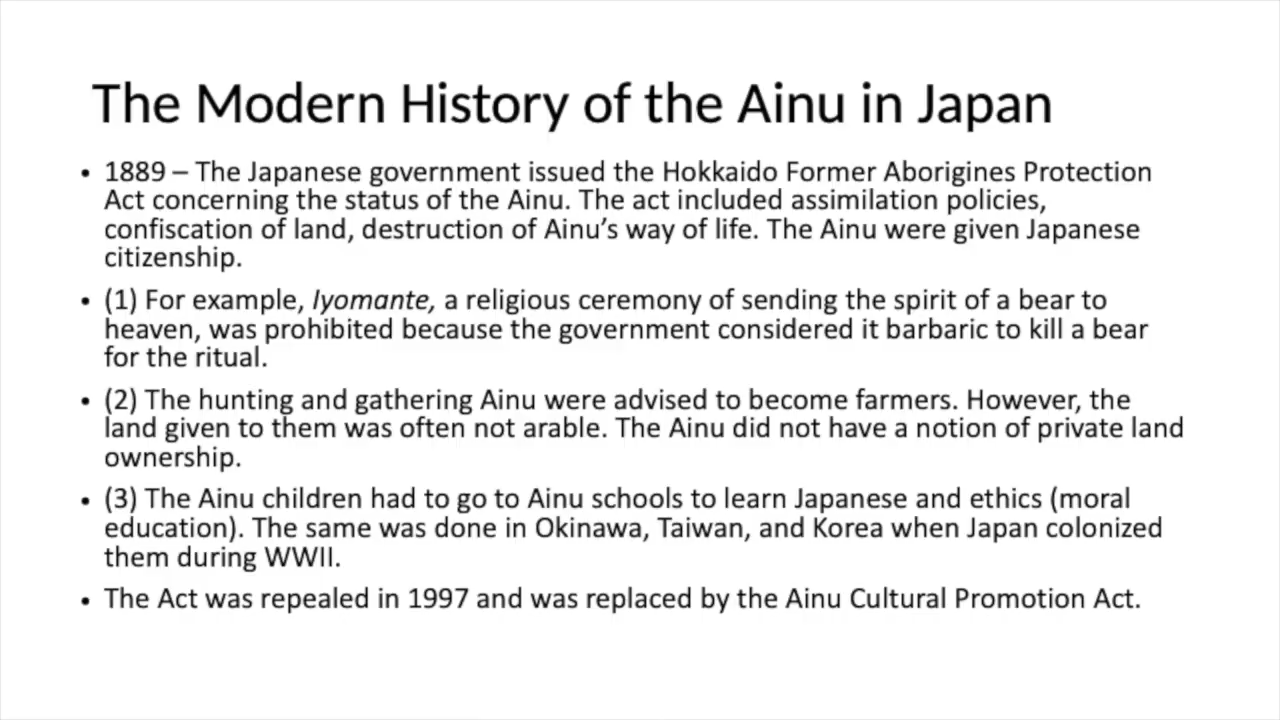 The Modern History of the Ainu in Japan
• 1889 – The Japanese government issued the Hokkaido Former Aborigines Protection
Act concerning the status of the Ainu. The act included assimilation policies,
confiscation of land, destruction of Ainu’s way of life. The Ainu were given Japanese
citizenship.
• (1) For example, Iyomante, a religious ceremony of sending the spirit of a bear to
heaven, was prohibited because the government considered it barbaric to kill a bear
for the ritual.
• (2) The hunting and gathering Ainu were advised to become farmers. However, the
land given to them was often not arable. The Ainu did not have a notion of private land
ownership.
• (3) The Ainu children had to go to Ainu schools to learn Japanese and ethics (moral
education). The same was done in Okinawa, Taiwan, and Korea when Japan colonized
them during WWII.
• The Act was repealed in 1997 and was replaced by the Ainu Cultural Promotion Act.